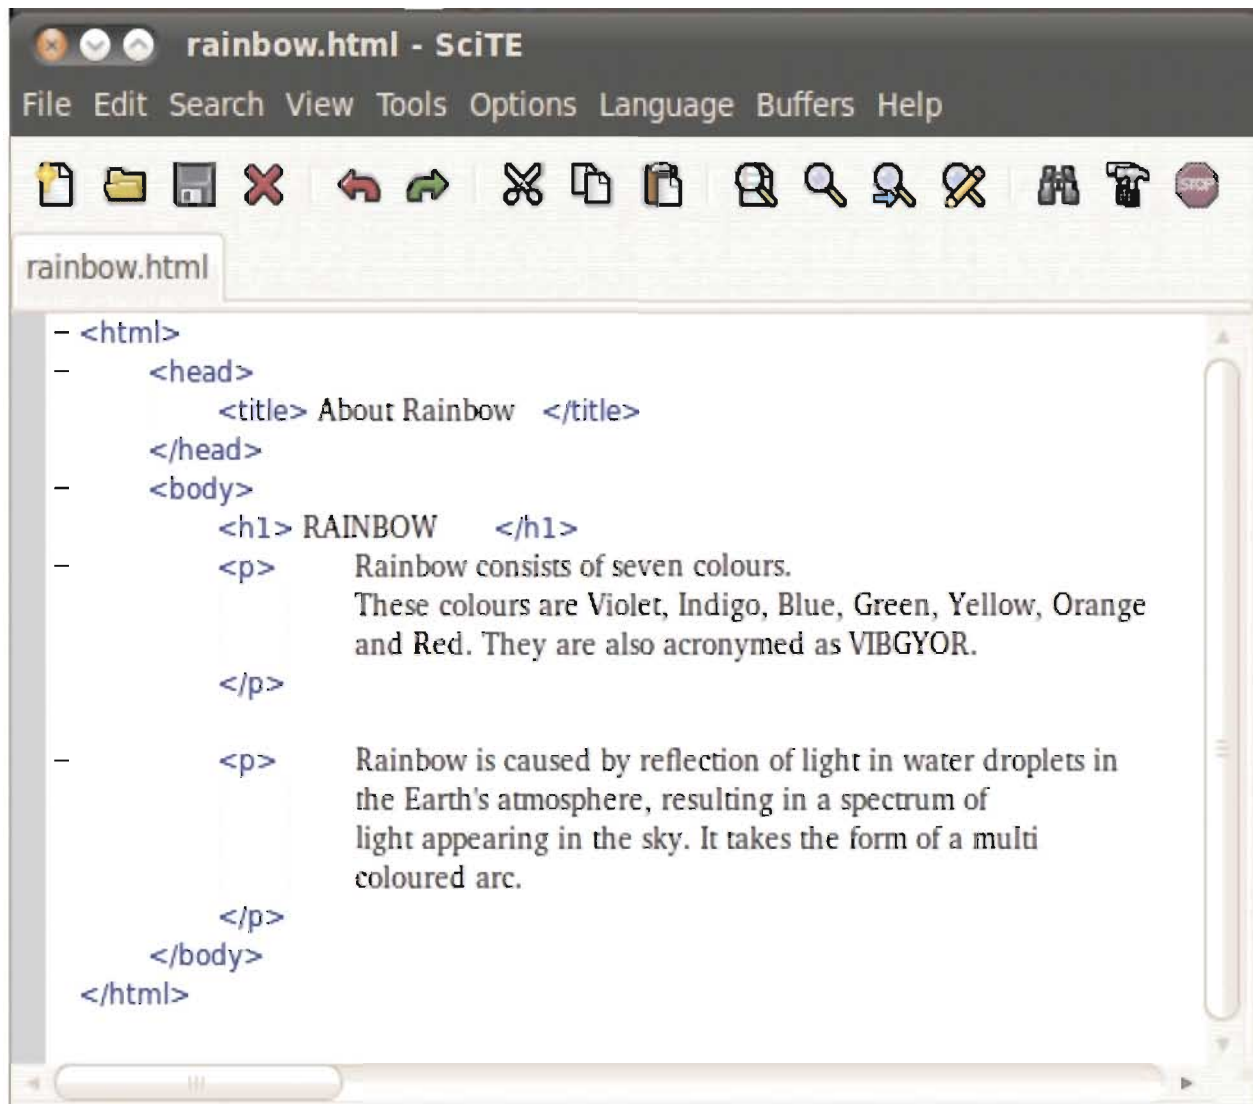 rainbow.html - SciTE
File Edit Search View Tools Options Language Buffers Help
STOP
rainbow.html
<html>
<head>
<title> About Rainbow </title>
</head>
<body>
<h1> RAINBOW </h1>
<p> Rainbow consists of seven colours.
These colours are Violet, Indigo, Blue, Green, Yellow, Orange
and Red. They are also acronymed as VIBGYOR.
</p>
<p> Rainbow is caused by reflection of light in water droplets in
the Earth's atmosphere, resulting in a spectrum of
light appearing in the sky. It takes the form of a multi
coloured arc.
</p>
</body>
</html>